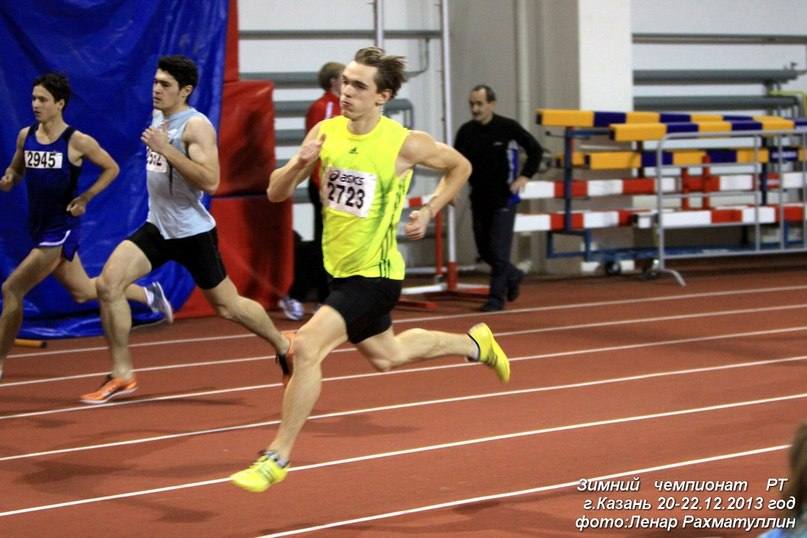 2945
asics
2723
Зимний чемпионат РТ
г.Казань 20-22.12.2013 год
фото:Ленар Рахматуллин